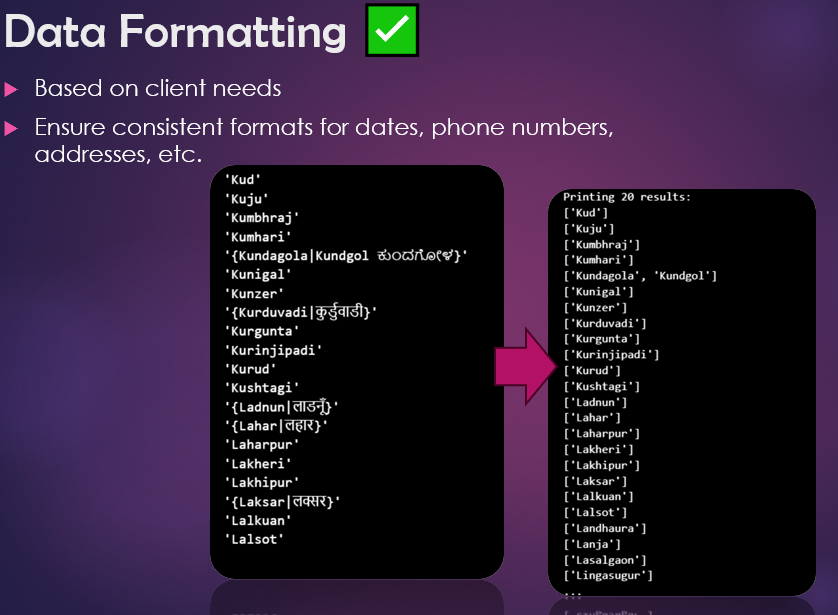 Data Formatting ✅
Based on client needs
Ensure consistent formats for dates, phone numbers,
addresses, etc.
'Kud'
'Kuju'
'Kumbhraj'
'Kumhari'
'{Kundagola|Kundgol ಕುಂದಗೋಳ}'
'Kunigal'
'Kunzer'
'{Kurduvadi|कुर्डुवाडी}'
'Kurgunta'
'Kurinjipadi'
'Kurud'
'Kushtagi'
'{Ladnun|लाडनूँ}'
'{Lahar|लहार}'
'Laharpur'
'Lakheri'
'Lakhipur'
'{Laksar|लक्सर}'
'Lalkuan'
'Lalsot'
Printing 20 results:
['Kud']
['Kuju']
['Kumbhraj']
['Kumhari']
['Kundagola', 'Kundgol']
['Kunigal']
['Kunzer']
['Kurduvadi']
['Kurgunta']
['Kurinjipadi']
['Kurud']
['Kushtagi']
['Ladnun']
['Lahar']
['Laharpur']
['Lakheri']
['Lakhipur']
['Laksar']
['Lalkuan']
['Lalsot']
['Landhaura']
['Lanja']
['Lasalgaon']
['Lingasugur']
...